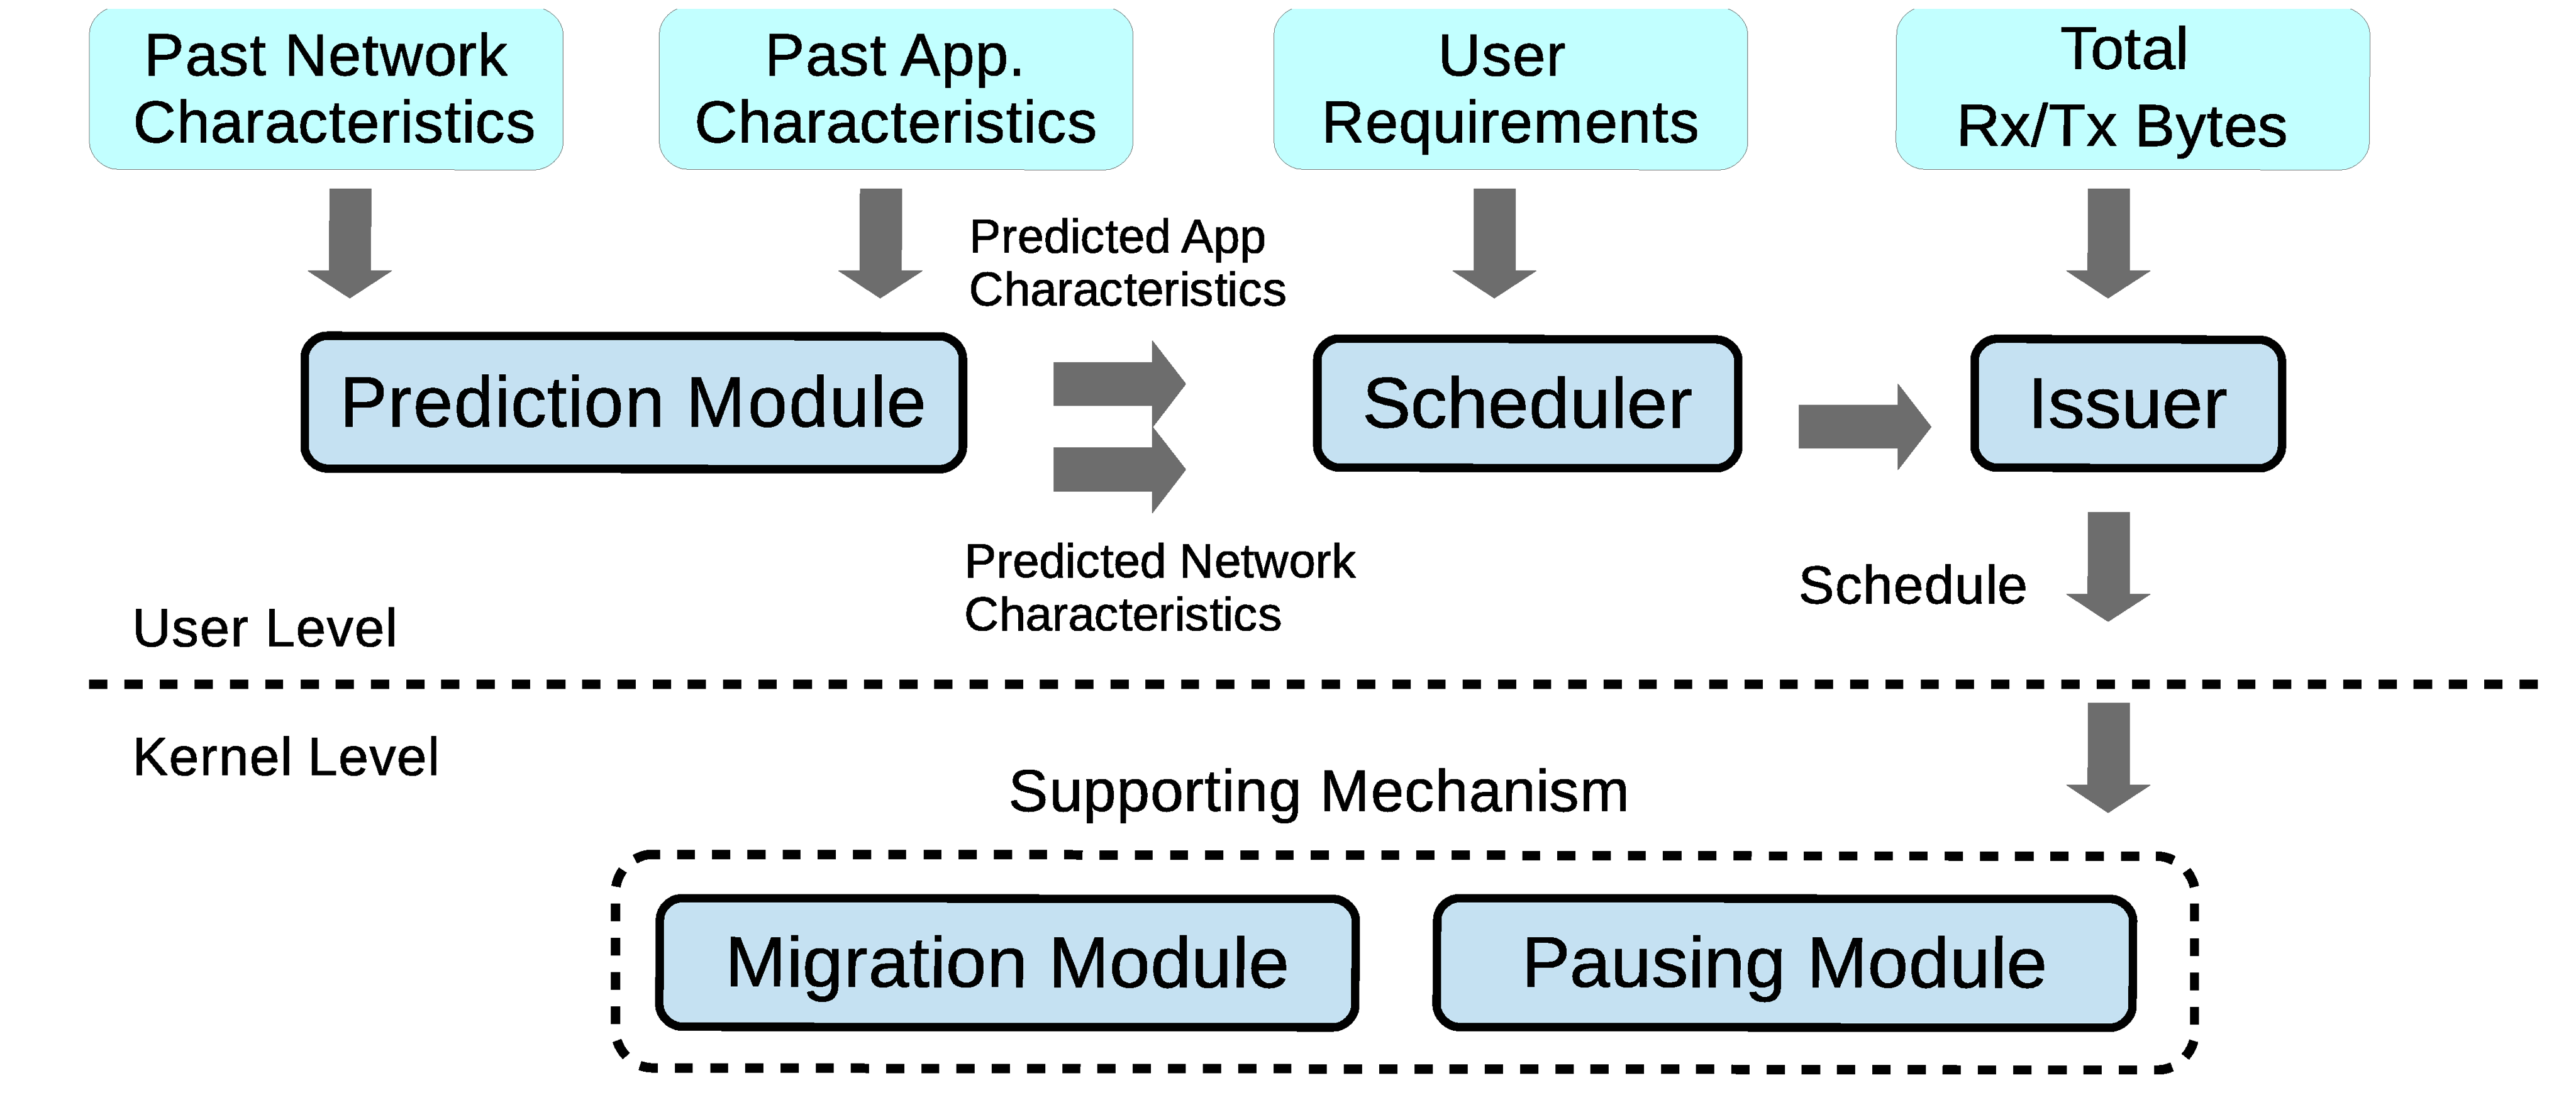 Past Network
Characteristics
Past App.
Characteristics
User
Requirements
Total
Rx/Tx Bytes
Predicted App
Characteristics
Prediction Module
Scheduler
Issuer
Predicted Network
Characteristics
Schedule
User Level
Kernel Level
Supporting Mechanism
Migration Module
Pausing Module